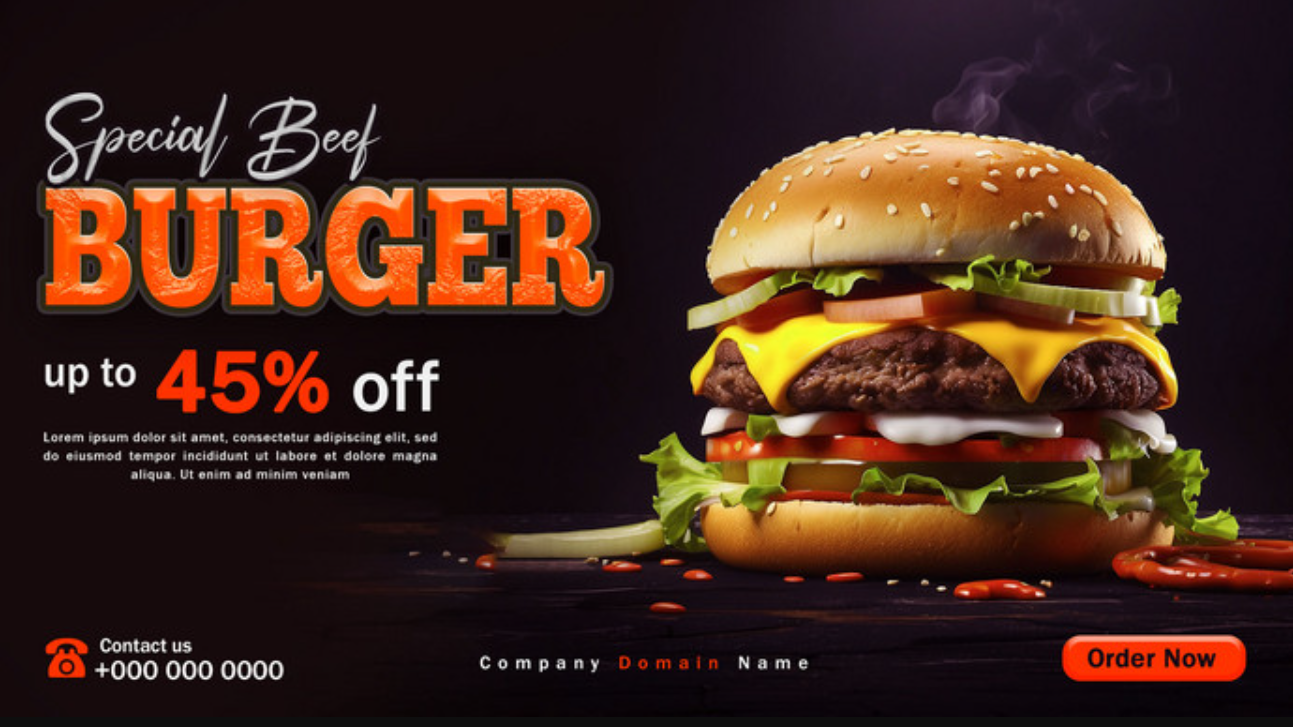 Special Beef
BURGER
up to 45% off
Lorem ipsum dolor sit amet, consectetur adipiscing elit, sed
do eiusmod tempor incididunt ut labore et dolore magna
aliqua. Ut enim ad minim veniam
Contact us
+000 000 0000
Company Domain Name
Order Now